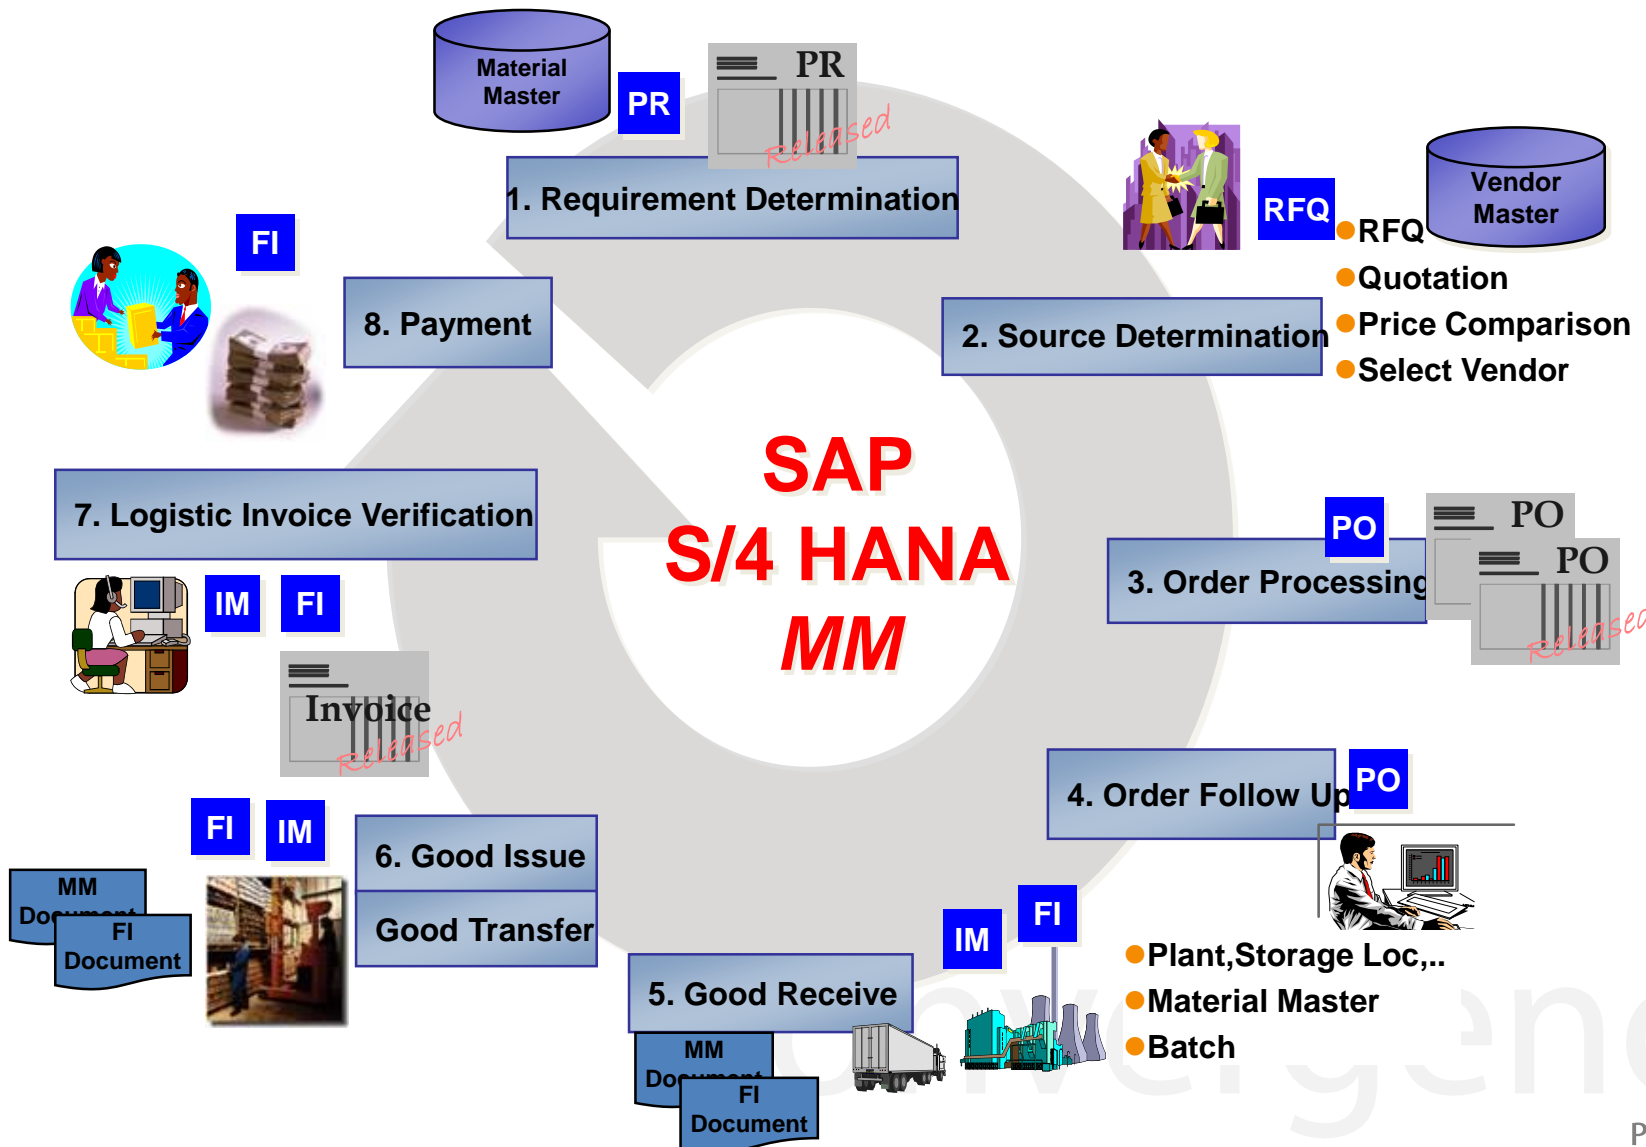 Material
Master
PR
PR
Released
1. Requirement Determination
RFQ
Vendor
Master
RFQ
Quotation
Price Comparison
Select Vendor
2. Source Determination
FI
8. Payment
SAP
S/4 HANA
MM
7. Logistic Invoice Verification
PO
PO
PO
Released
3. Order Processing
IM
FI
Invoice
Released
4. Order Follow Up
PO
FI
IM
6. Good Issue
Good Transfer
MM
Document
FI
Document
IM
FI
5. Good Receive
Plant,Storage Loc,..
Material Master
Batch
MM
Document
FI
Document
P